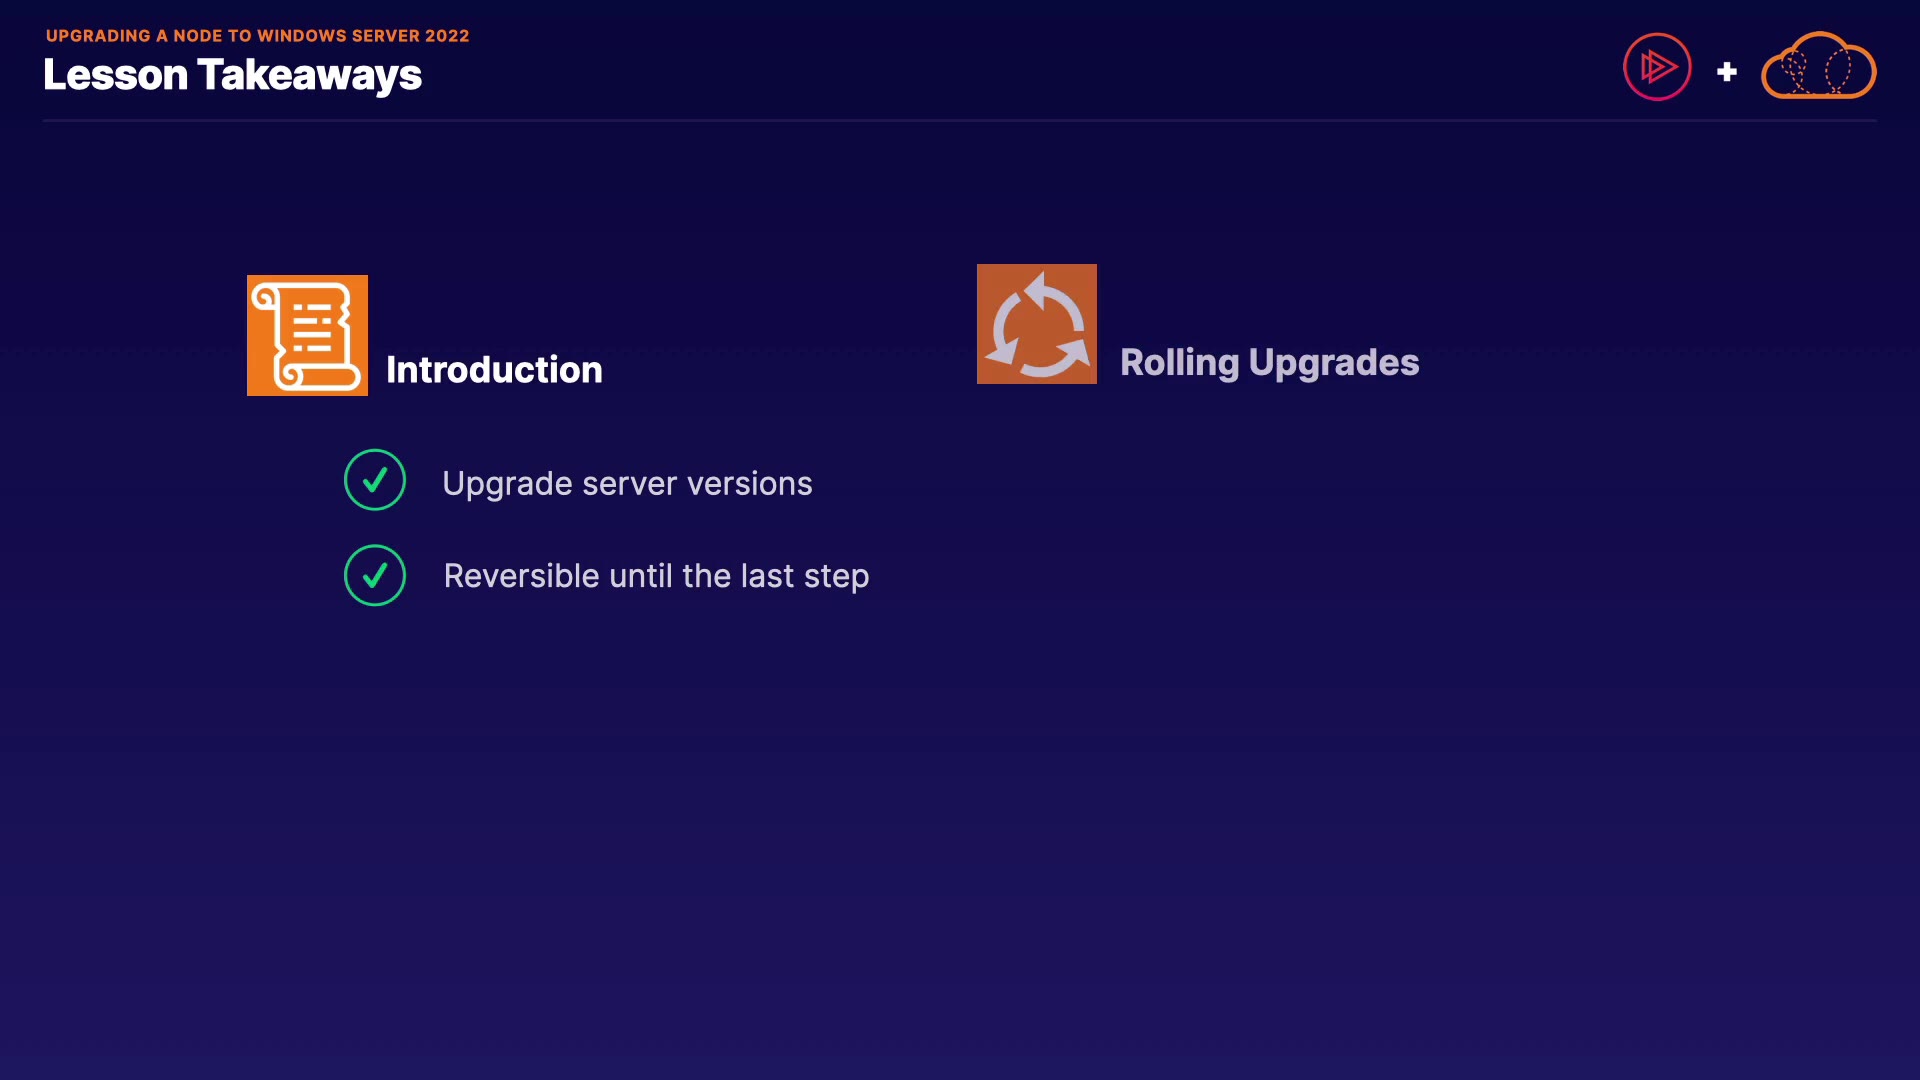 UPGRADING A NODE TO WINDOWS SERVER 2022
Lesson Takeaways
Introduction
Upgrade server versions
Reversible until the last step
Rolling Upgrades